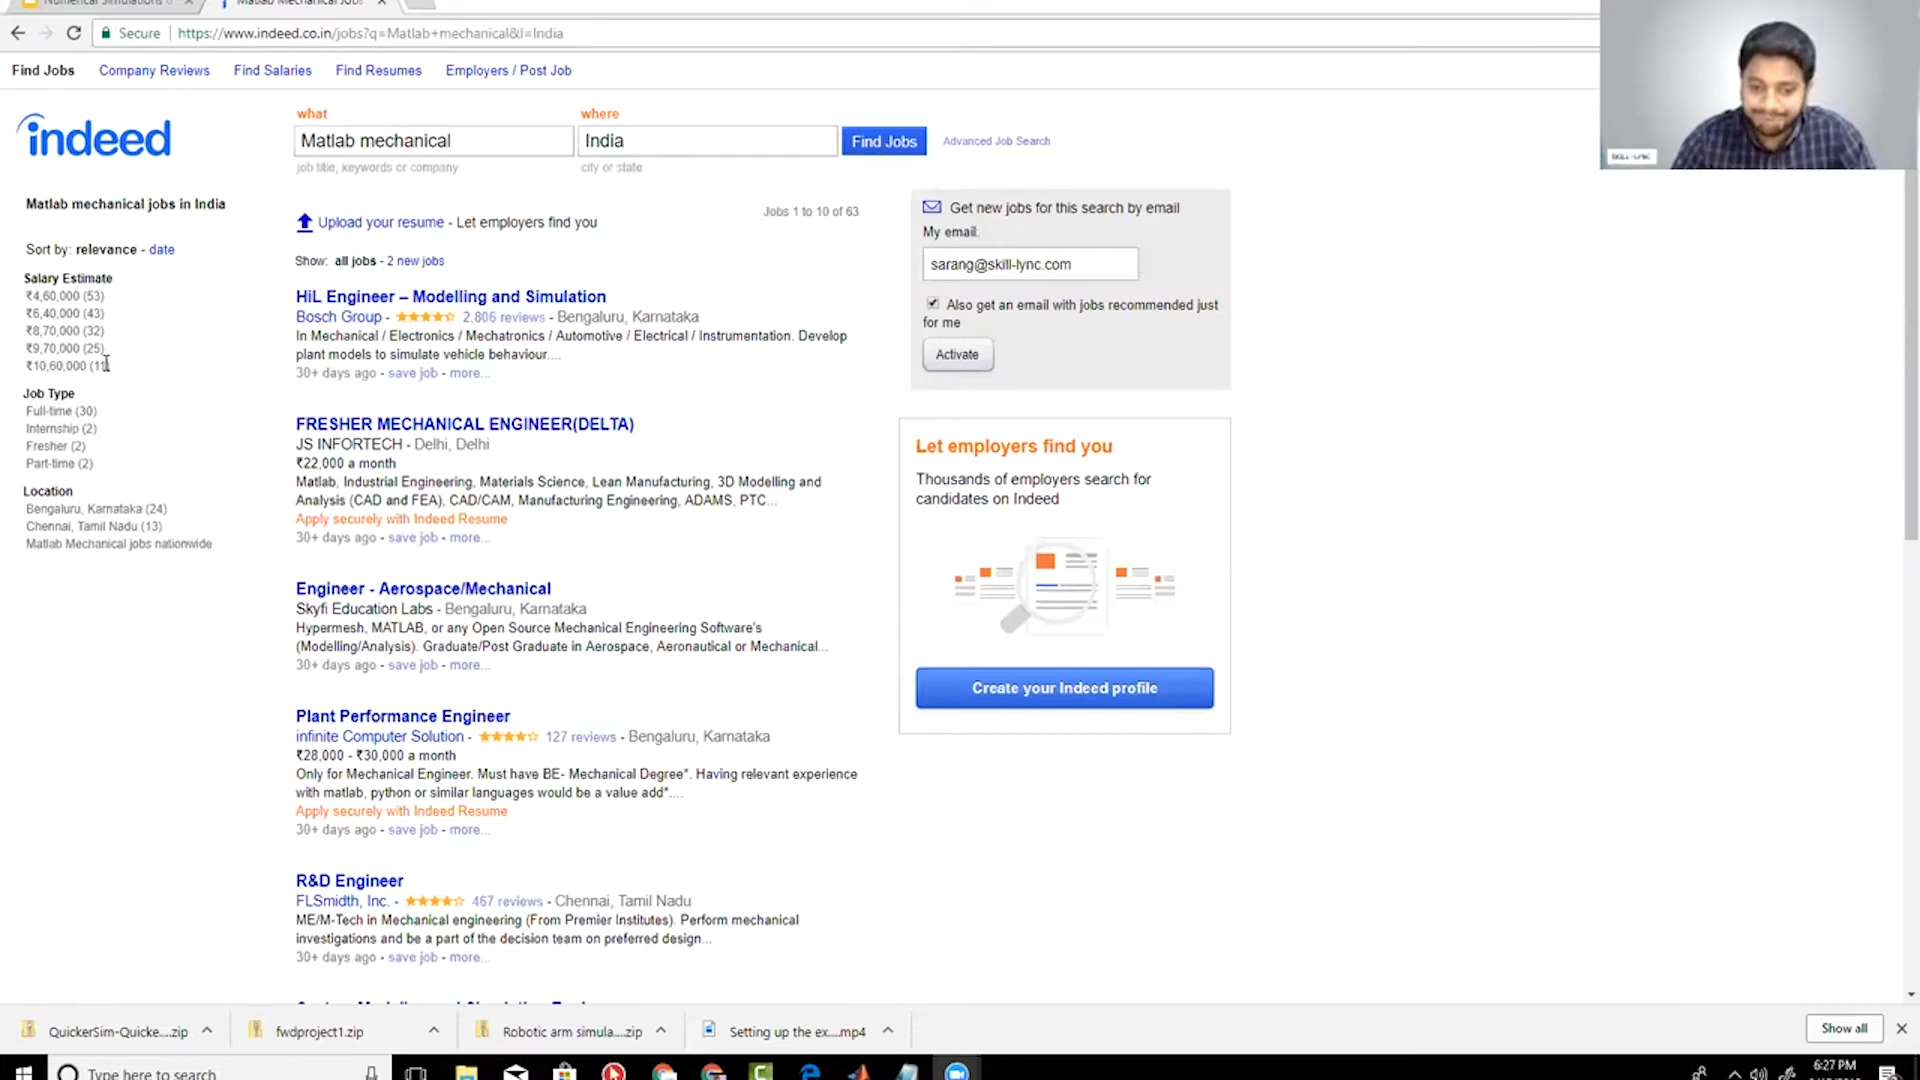 Numerical Simulations
Matlab Mechanical Jobs
Secure
https://www.indeed.co.in/jobs?q=Matlab+mechanical&l=India
Find Jobs
Company Reviews
Find Salaries
Find Resumes
Employers / Post Job
indeed
what
where
Matlab mechanical
India
Find Jobs
Advanced Job Search
job title, keywords or company
city or state
SKILL-LYNC
Matlab mechanical jobs in India
Sort by: relevance - date
Salary Estimate
₹4,60,000 (53)
₹6,40,000 (43)
₹8,70,000 (32)
₹9,70,000 (25)
₹10,60,000 (11)
Job Type
Full-time (30)
Internship (2)
Fresher (2)
Part-time (2)
Location
Bengaluru, Karnataka (24)
Chennai, Tamil Nadu (13)
Matlab Mechanical jobs nationwide
Upload your resume - Let employers find you
Jobs 1 to 10 of 63
Show: all jobs - 2 new jobs
HiL Engineer – Modelling and Simulation
Bosch Group - 2,806 reviews - Bengaluru, Karnataka
In Mechanical / Electronics / Mechatronics / Automotive / Electrical / Instrumentation. Develop
plant models to simulate vehicle behaviour....
30+ days ago - save job - more...
FRESHER MECHANICAL ENGINEER(DELTA)
JS INFORTECH - Delhi, Delhi
₹22,000 a month
Matlab, Industrial Engineering, Materials Science, Lean Manufacturing, 3D Modelling and
Analysis (CAD and FEA), CAD/CAM, Manufacturing Engineering, ADAMS, PTC...
Apply securely with Indeed Resume
30+ days ago - save job - more...
Engineer - Aerospace/Mechanical
Skyfi Education Labs - Bengaluru, Karnataka
Hypermesh, MATLAB, or any Open Source Mechanical Engineering Software's
(Modelling/Analysis). Graduate/Post Graduate in Aerospace, Aeronautical or Mechanical...
30+ days ago - save job - more...
Plant Performance Engineer
infinite Computer Solution - 127 reviews - Bengaluru, Karnataka
₹28,000 - ₹30,000 a month
Only for Mechanical Engineer. Must have BE- Mechanical Degree*. Having relevant experience
with matlab, python or similar languages would be a value add*....
Apply securely with Indeed Resume
30+ days ago - save job - more...
R&D Engineer
FLSmidth, Inc. - 467 reviews - Chennai, Tamil Nadu
ME/M-Tech in Mechanical engineering (From Premier Institutes). Perform mechanical
investigations and be a part of the decision team on preferred design...
30+ days ago - save job - more...
Get new jobs for this search by email
My email:
sarang@skill-lync.com
Also get an email with jobs recommended just
for me
Activate
Let employers find you
Thousands of employers search for
candidates on Indeed
Create your Indeed profile
QuickerSim-Quicke....zip
fwdproject1.zip
Robotic arm simula....zip
Setting up the ex....mp4
Show all
Type here to search
6:27 PM